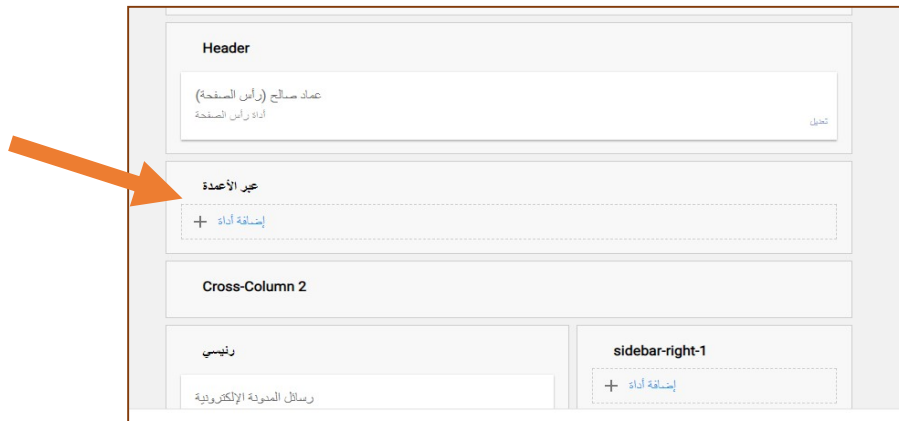 Header
عماد صالح (رأس الصفحة)
أداة رأس الصفحة
تعديل
عبر الأعمدة
إضافة أداة +
Cross-Column 2
رئيسي
رسائل المدونة الإلكترونية
sidebar-right-1
إضافة أداة +